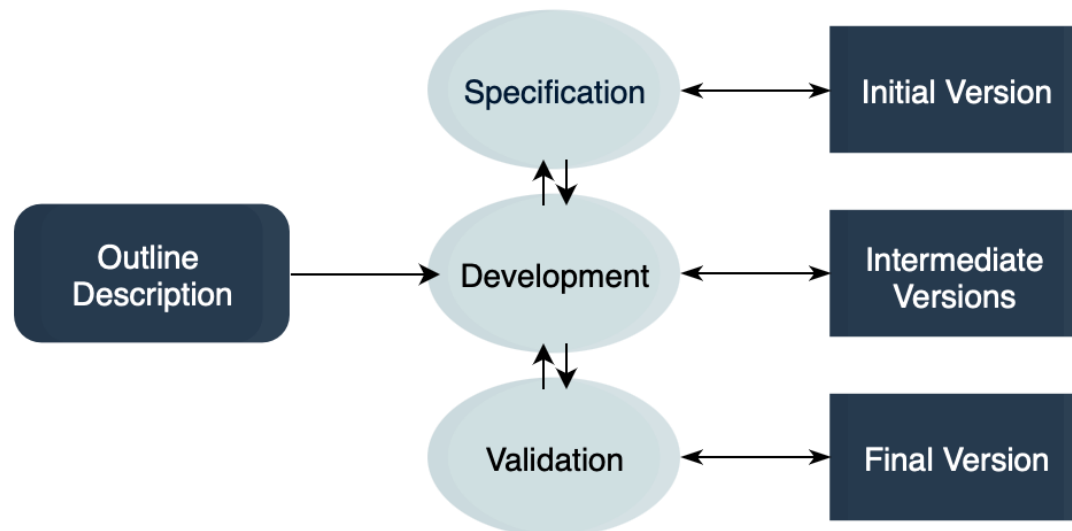 Specification
Initial Version
Outline
Description
Development
Intermediate
Versions
Validation
Final Version